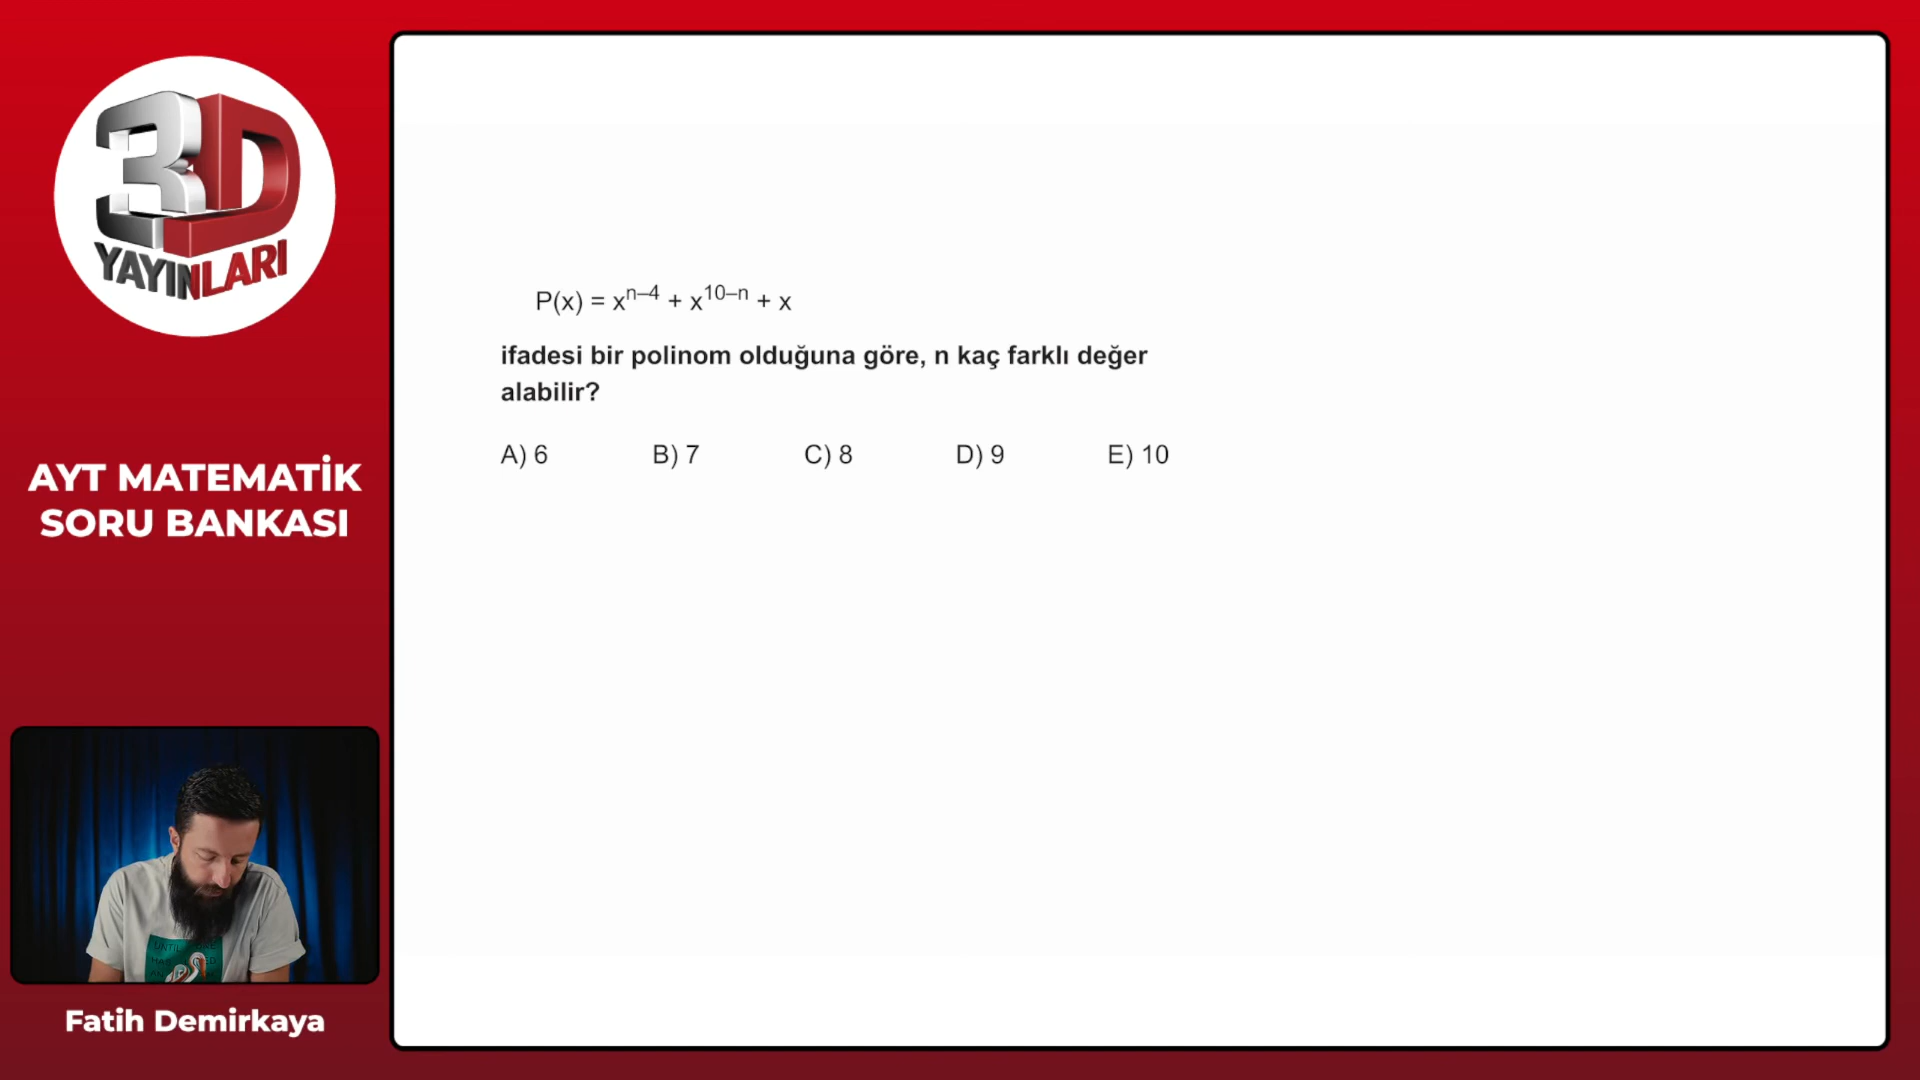 3D
YAYINLARI
AYT MATEMATİK
SORU BANKASI
Fatih Demirkaya
P(x) = x^{n–4} + x^{10–n} + x
ifadesi bir polinom olduğuna göre, n kaç farklı değer
alabilir?
A) 6 B) 7 C) 8 D) 9 E) 10